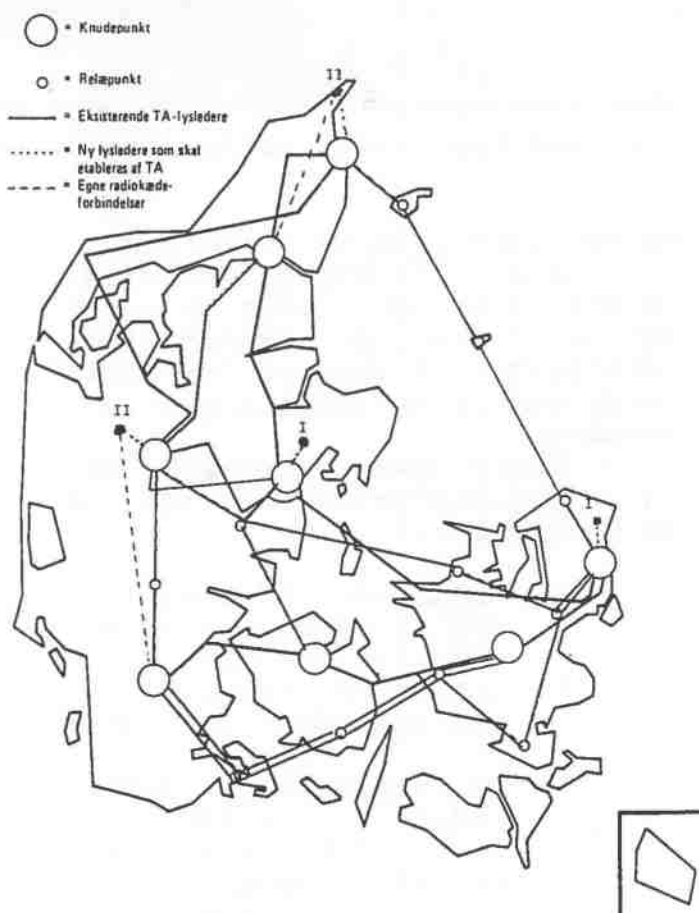 = Knudepunkt
= Relæpunkt
= Eksisterende TA-lysledere
= Ny lysledere som skal
etableres af TA
= Egne radiokæde-
forbindelser
II
II
I
I